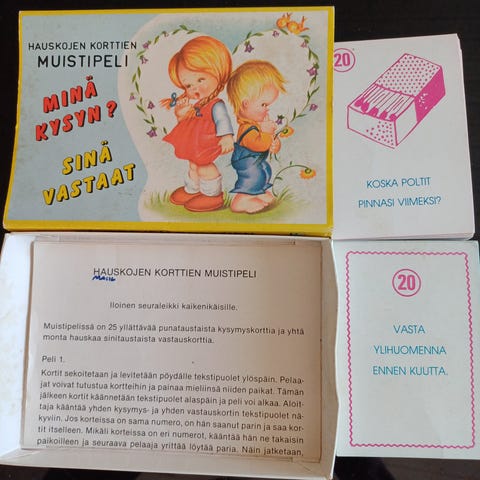 HAUSKOJEN KORTTIEN
MUISTIPELI
MINÄ
KYSYN?
SINÄ
VASTAAT
20
KOSKA POLTIT
PINNASI VIIMEKSI?
HAUSKOJEN KORTTIEN MUISTIPELI
Iloinen seuraleikki kaikenikäisille.
Muistipelissä on 25 yllättävää punataustaista kysymyskorttia ja yhtä
monta hauskaa sinitaustaista vastauskorttia.
Peli 1.
Kortit sekoitetaan ja levitetään pöydälle tekstipuolet ylöspäin. Pelaa-
jat voivat tutustua kortteihin ja painaa mieliinsä niiden paikat. Tämän
jälkeen kortit käännetään tekstipuolet alaspäin ja peli voi alkaa. Aloit-
taja kääntää yhden kysymys- ja yhden vastauskortin tekstipuolet nä-
kyviin. Jos korteissa on sama numero, on hän saanut parin ja saa kor-
tit itselleen. Mikäli korteissa on eri numerot, kääntää hän ne takaisin
paikoilleen ja seuraava pelaaja yrittää löytää paria. Näin jatketaan,
20
VASTA
YLIHUOMENNA
ENNEN KUUTTA.